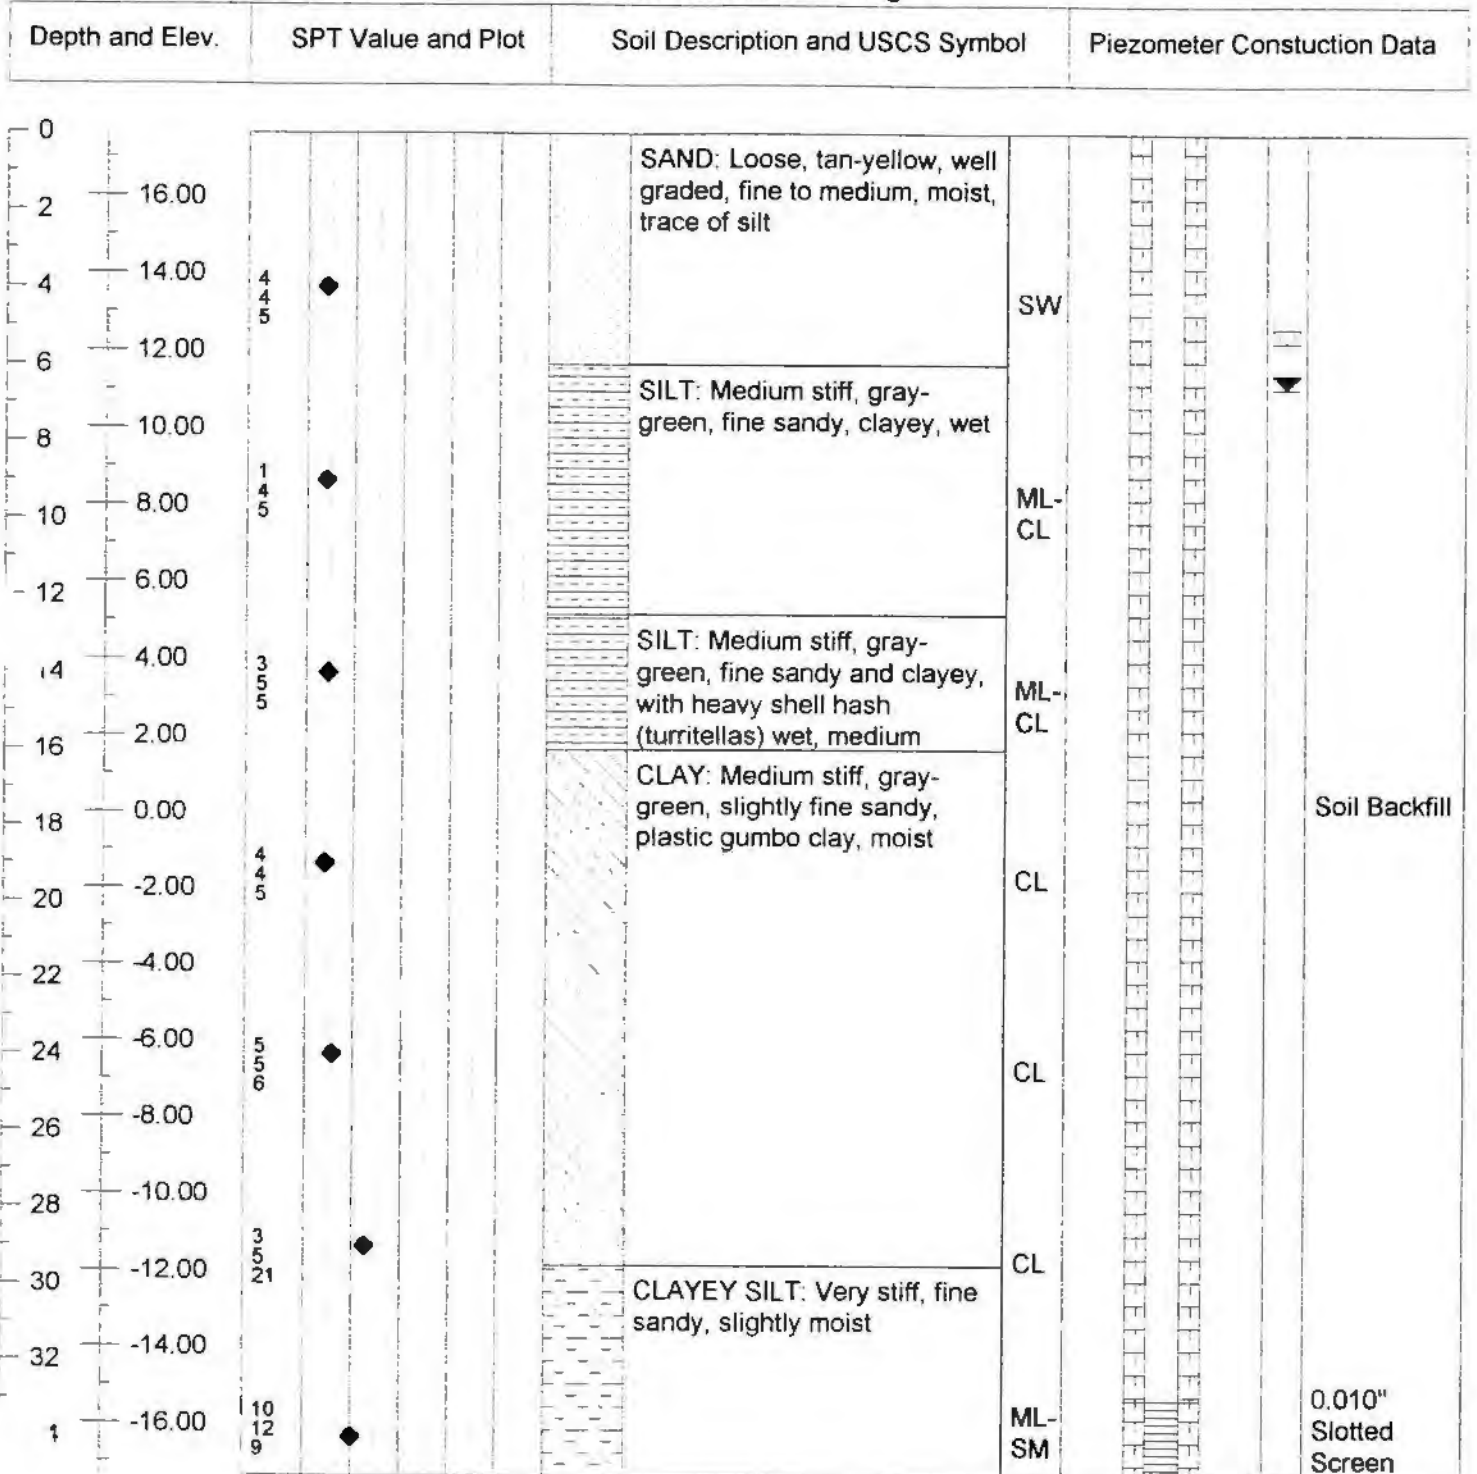 Depth and Elev.
SPT Value and Plot
Soil Description and USCS Symbol
Piezometer Constuction Data
0
16.00
2
14.00
4
12.00
6
10.00
8
8.00
10
6.00
12
4.00
14
2.00
16
0.00
18
-2.00
20
-4.00
22
-6.00
24
-8.00
26
-10.00
28
-12.00
30
-14.00
32
-16.00
4
4
5
1
4
5
3
5
5
4
4
5
5
5
6
3
5
21
10
12
9
SAND: Loose, tan-yellow, well
graded, fine to medium, moist,
trace of silt
SW
SILT: Medium stiff, gray-
green, fine sandy, clayey, wet
ML-
CL
SILT: Medium stiff, gray-
green, fine sandy and clayey,
with heavy shell hash
(turritellas) wet, medium
ML-
CL
CLAY: Medium stiff, gray-
green, slightly fine sandy,
plastic gumbo clay, moist
CL
CL
CL
CLAYEY SILT: Very stiff, fine
sandy, slightly moist
ML-
SM
Soil Backfill
0.010"
Slotted
Screen